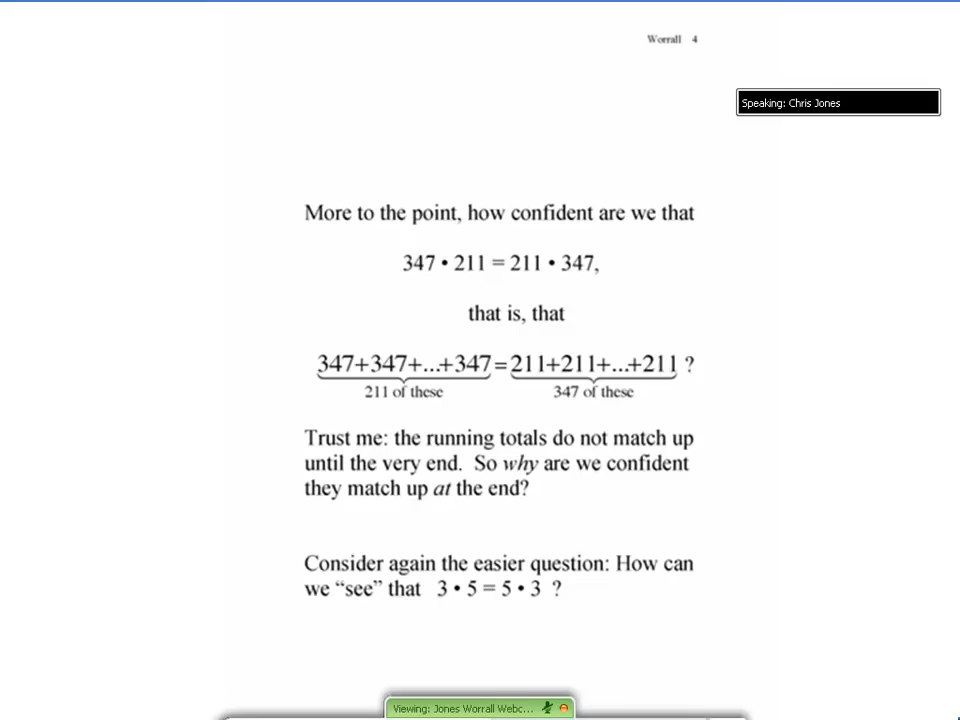 Worrall 4
Speaking: Chris Jones
More to the point, how confident are we that
347 • 211 = 211 • 347,
that is, that
347+347+...+347=211+211+...+211 ?
211 of these 347 of these
Trust me: the running totals do not match up
until the very end. So why are we confident
they match up at the end?
Consider again the easier question: How can
we “see” that 3 • 5 = 5 • 3 ?
Viewing: Jones Worrall Webc...